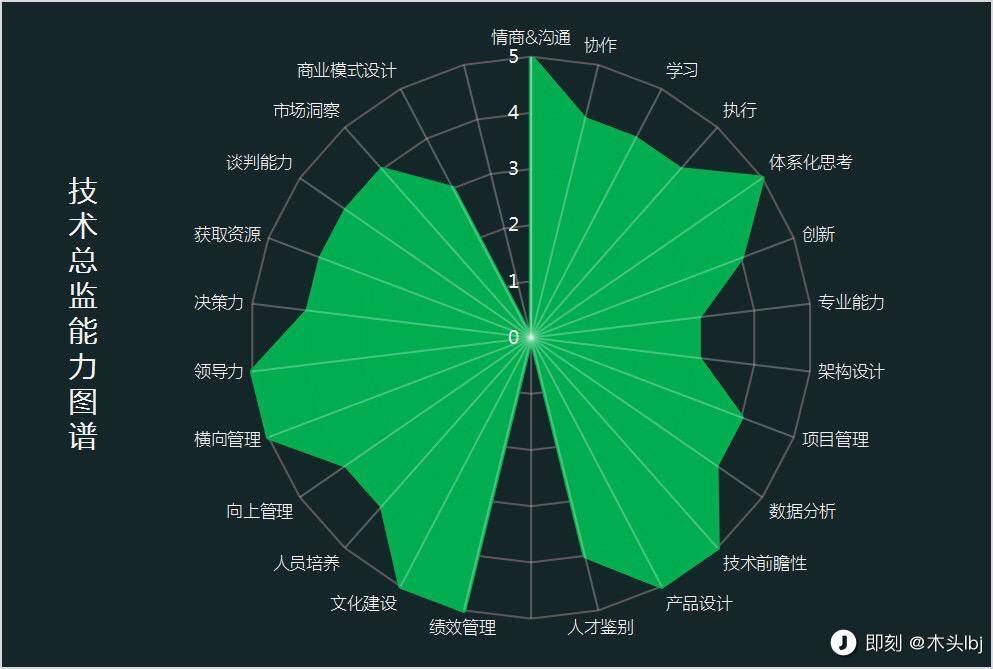 技术总监能力图谱
情商&沟通
协作
学习
执行
体系化思考
创新
专业能力
架构设计
项目管理
数据分析
技术前瞻性
产品设计
人才鉴别
绩效管理
文化建设
人员培养
向上管理
横向管理
领导力
决策力
获取资源
谈判能力
市场洞察
商业模式设计
5
4
3
2
1
0
即刻 @木头lbj